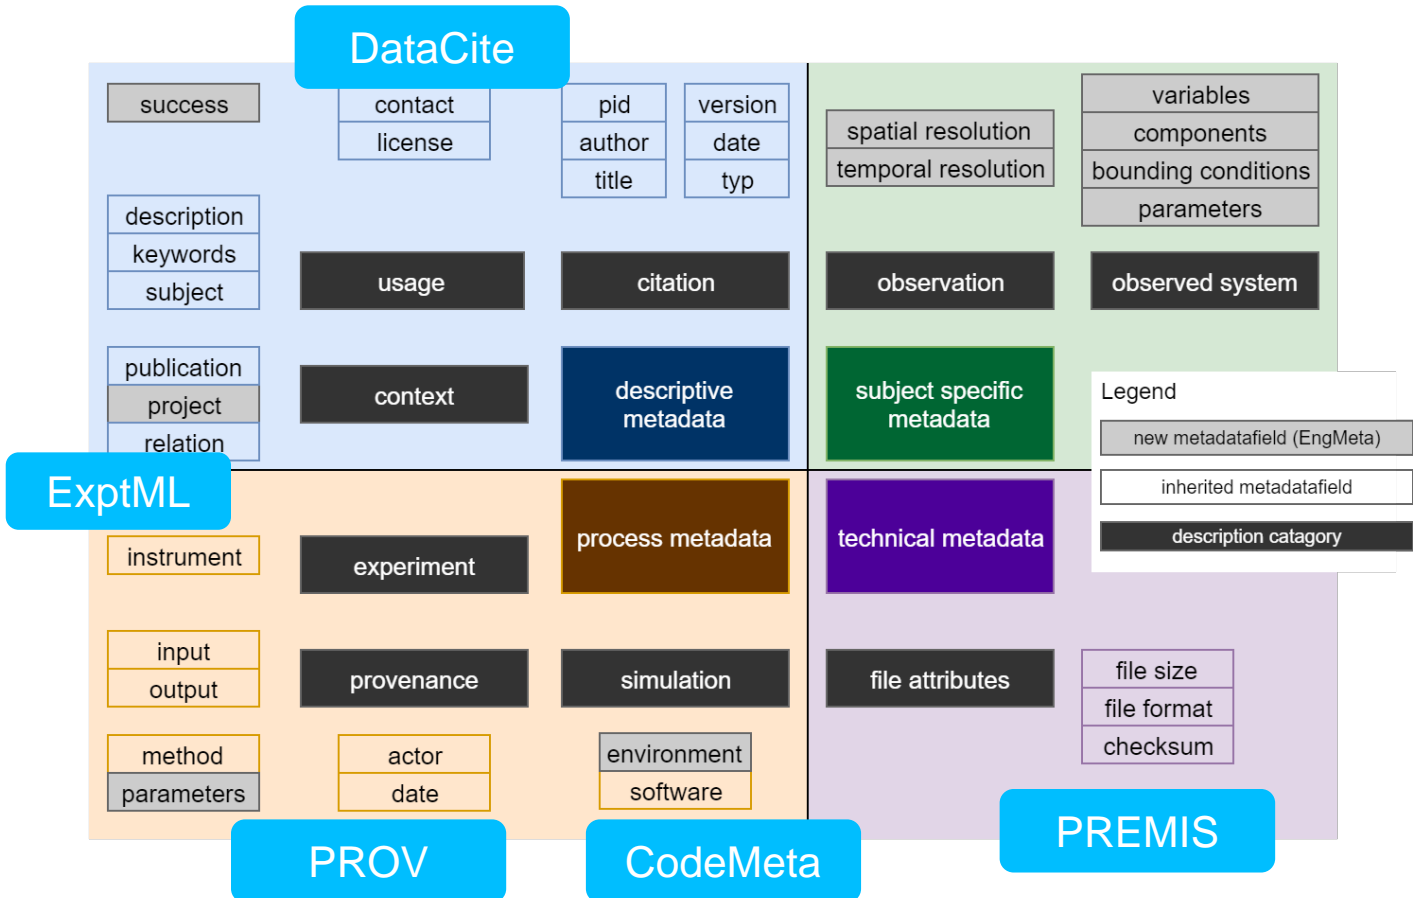 DataCite
success
contact
license
pid
author
title
version
date
typ
spatial resolution
temporal resolution
variables
components
bounding conditions
parameters
description
keywords
subject
usage
citation
observation
observed system
publication
project
relation
context
descriptive
metadata
subject specific
metadata
Legend
new metadatafield (EngMeta)
inherited metadatafield
description catagory
ExptML
instrument
experiment
process metadata
technical metadata
input
output
provenance
simulation
file attributes
file size
file format
checksum
method
parameters
actor
date
environment
software
PROV
CodeMeta
PREMIS